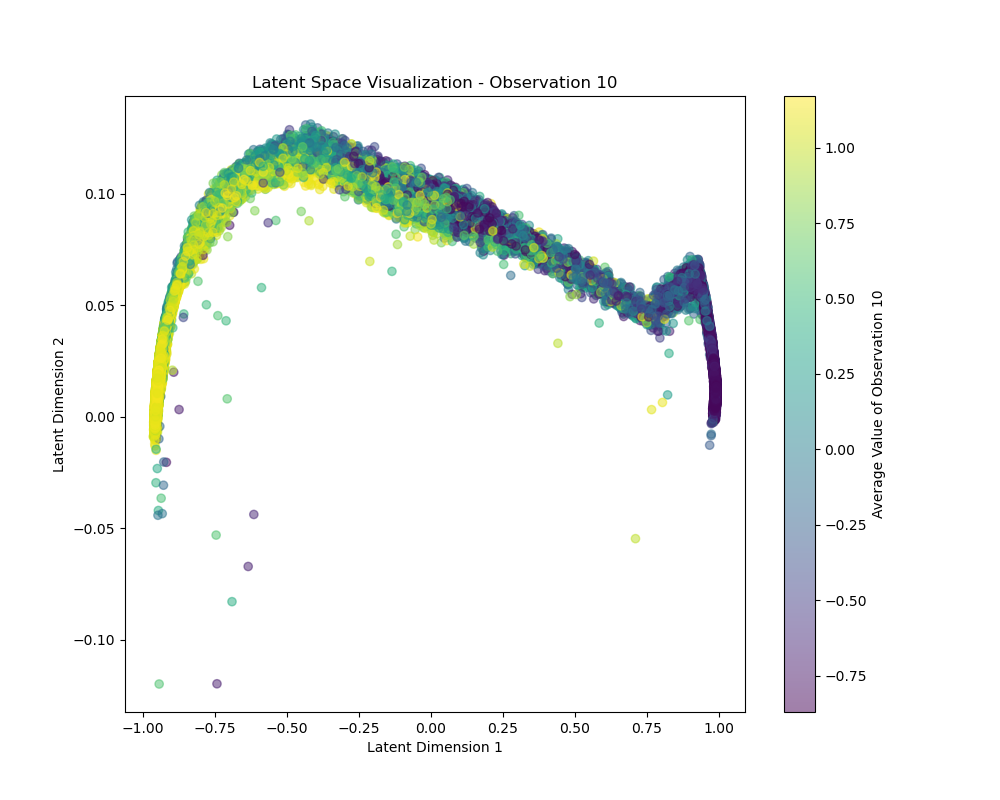 Latent Space Visualization - Observation 10
Latent Dimension 2
0.10
0.05
0.00
−0.05
−0.10
−1.00 −0.75 −0.50 −0.25 0.00 0.25 0.50 0.75 1.00
Latent Dimension 1
1.00
0.75
0.50
0.25
0.00
−0.25
−0.50
−0.75
Average Value of Observation 10